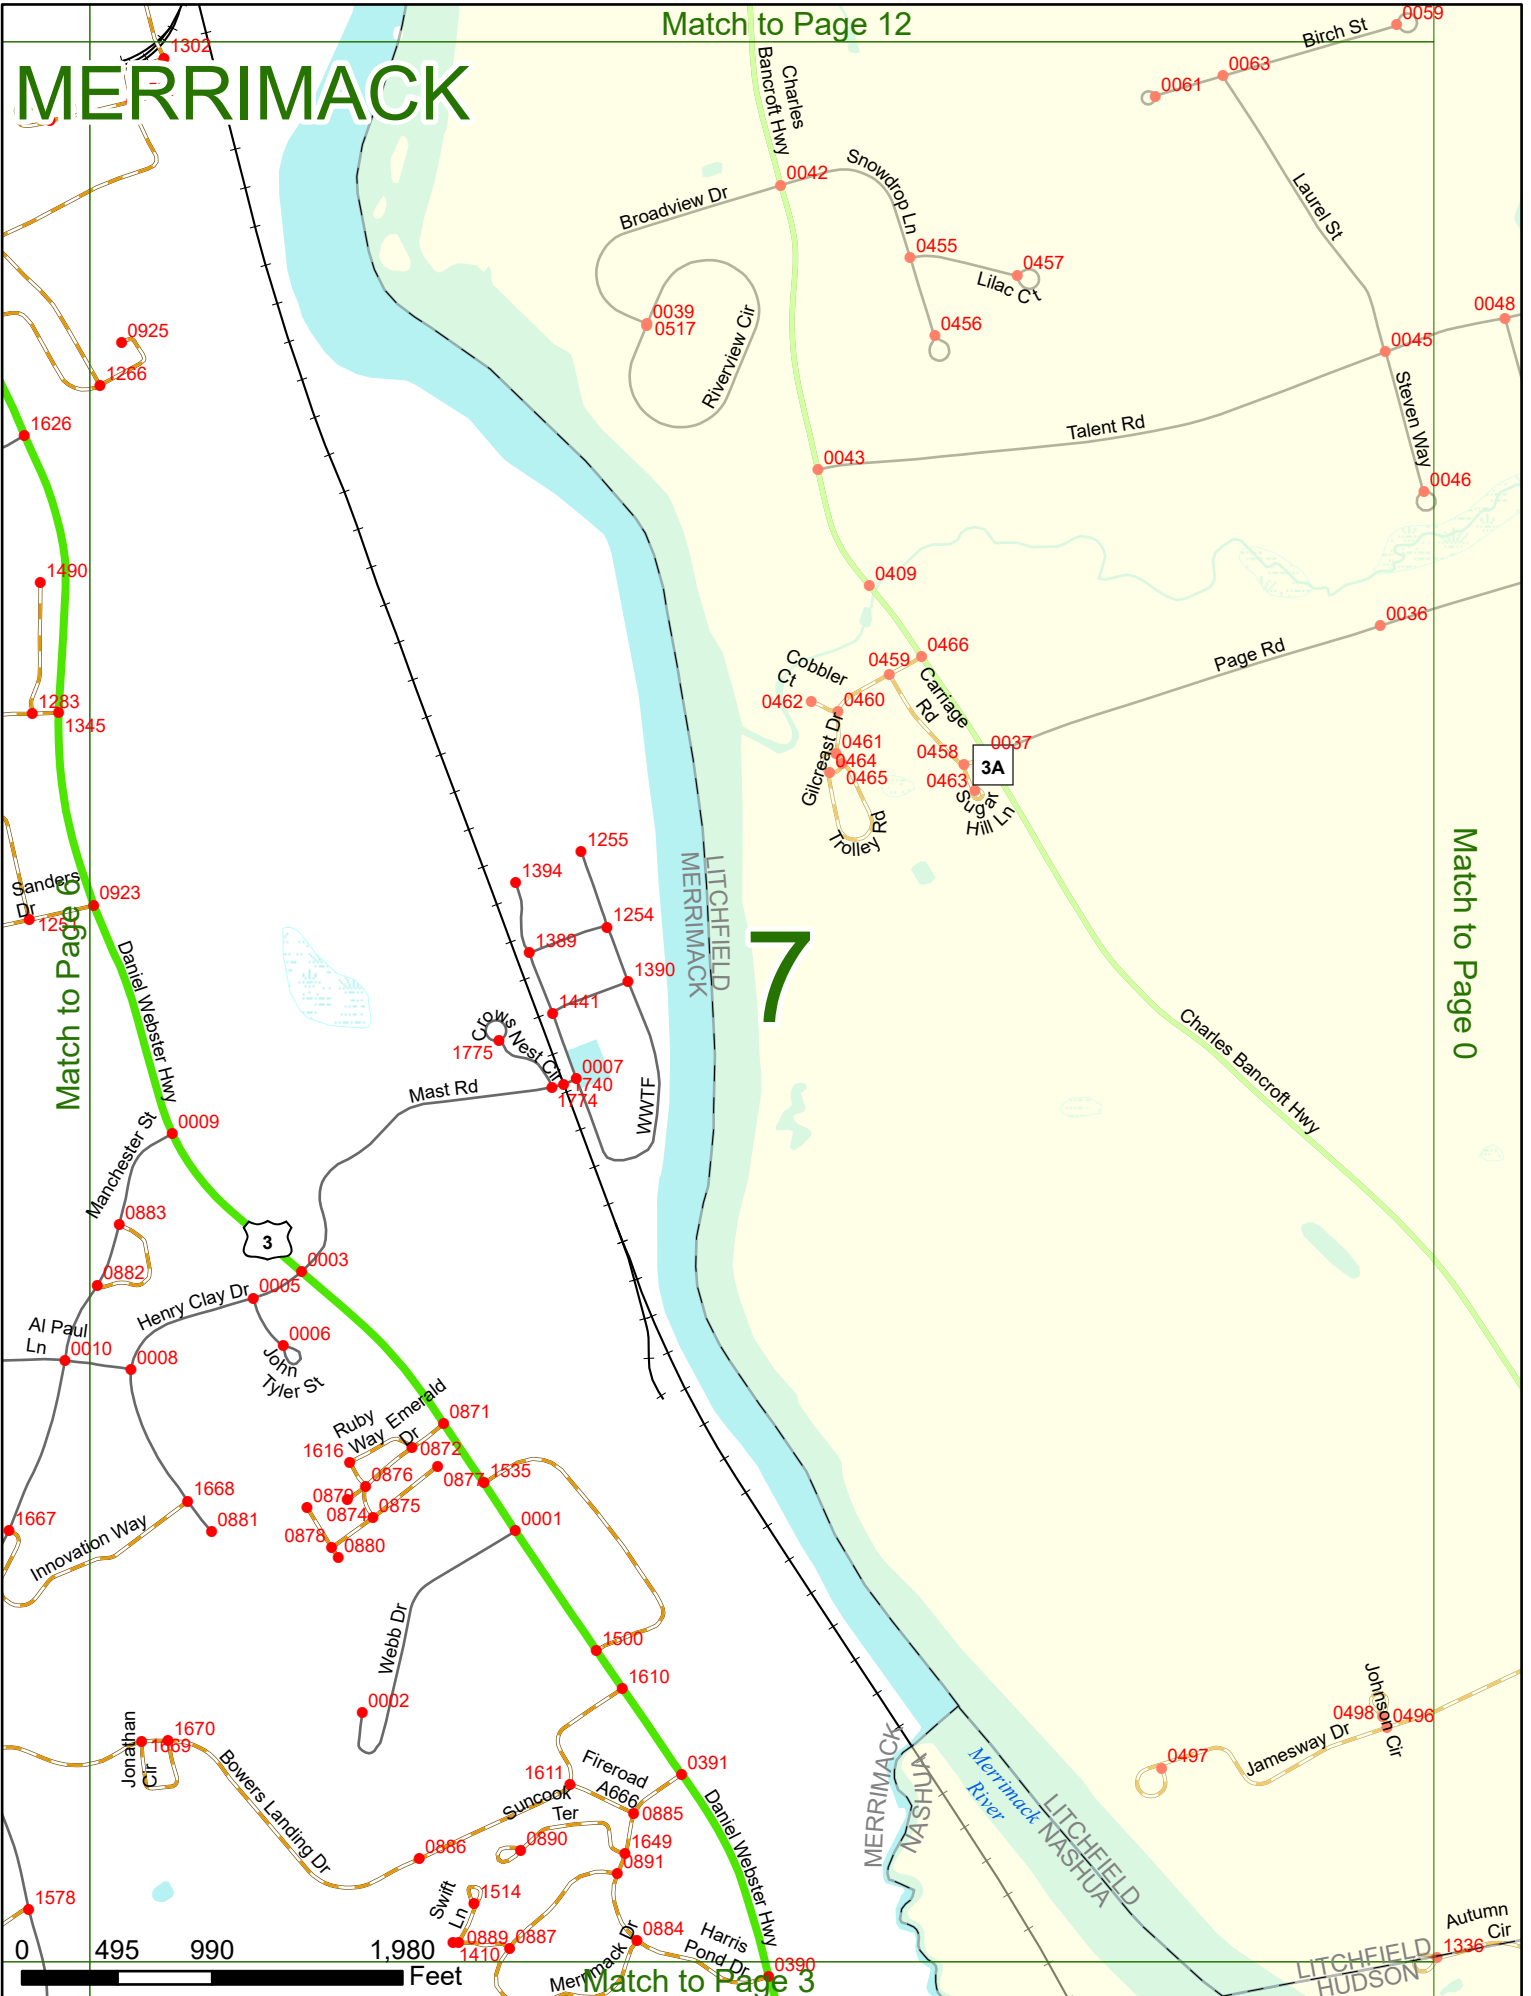 Match to Page 12
MERRIMACK
1302
Birch St
0059
0063
0061
Charles
Bancroft Hwy
0042
Snowdrop Ln
Broadview Dr
Laurel St
0455
0457
Lilac Ct
0456
0039
0517
Riverview Cir
0048
0045
Steven Way
0046
Talent Rd
0043
0925
1266
1626
1490
1283
1345
0409
0036
Page Rd
0466
0459
Cobbler
Ct
0462
0460
Carriage
Rd
0037
3A
0458
0463
Sugar
Hill Ln
Gilcreast Dr
0461
0464
0465
Trolley Rd
1255
1394
1254
1389
1390
1441
LITCHFIELD
MERRIMACK
7
Match to Page 0
Match to Page 6
Sanders
Dr
1251
0923
Daniel Webster Hwy
Crows Nest Cir
1775
0007
1740
1774
WWTF
Mast Rd
Charles Bancroft Hwy
0009
Manchester St
0883
0882
3
0003
0005
Henry Clay Dr
0006
John
Tyler St
Al Paul
Ln
0010
0008
Ruby
Way
Emerald
Dr
0871
0872
1616
0876
0877
1535
0879
0874
0875
0878
0880
1668
0881
1667
Innovation Way
0001
Webb Dr
0002
1500
1610
Jonathan
Cir
1670
1669
Bowers Landing Dr
1611
Fireroad
A666
0391
Suncook
Ter
0885
0886
0890
1649
0891
Daniel Webster Hwy
Swift
Ln
1514
0889
1410
0887
0884
Merrimack Dr
Harris
Pond Dr
0390
1578
MERRIMACK
NASHUA
Merrimack
River
LITCHFIELD
NASHUA
Johnson
Cir
0498
0496
Jamesway Dr
0497
Autumn
Cir
1336
LITCHFIELD
HUDSON
0 495 990 1,980
Feet
Match to Page 3